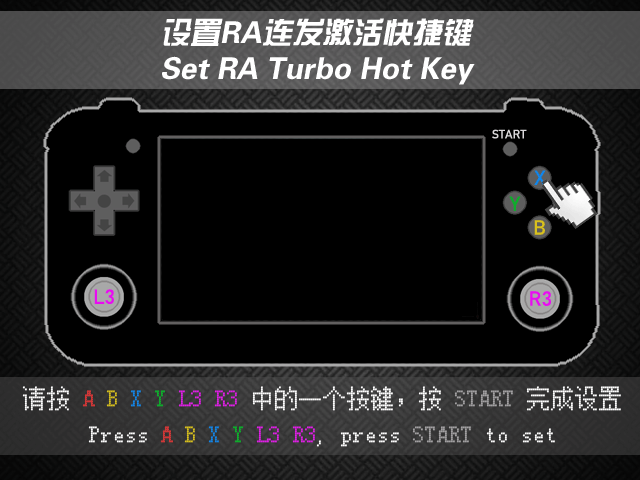 设置RA连发激活快捷键
Set RA Turbo Hot Key
START
X
Y
B
L3
R3
请按 A B X Y L3 R3 中的一个按键，按 START 完成设置
Press A B X Y L3 R3, press START to set